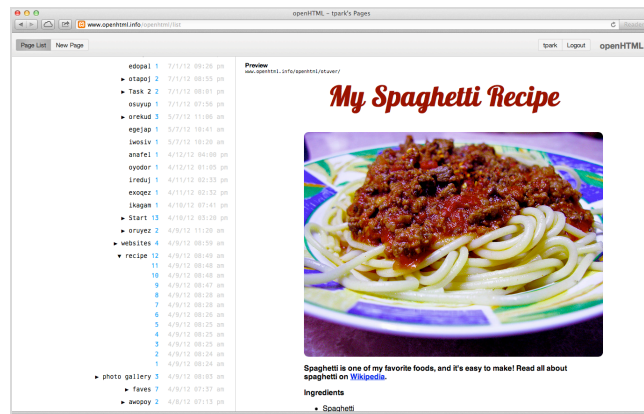 openHTML – tpark's Pages
www.openhtml.info/openhtml/list
Reader
Page List New Page
tpark Logout openHTML
edopal 1 7/1/12 09:26 pm
▶ otapoj 2 7/1/12 08:55 pm
▶ Task 2 2 7/1/12 08:01 pm
osuyup 1 7/1/12 07:56 pm
▶ orekud 3 5/7/12 11:06 am
egejap 1 5/7/12 10:41 am
iwosiv 1 5/7/12 10:20 am
anafel 1 4/12/12 04:06 pm
oyodor 1 4/12/12 01:05 pm
ireduj 1 4/11/12 02:33 pm
exoqez 1 4/11/12 02:32 pm
ikagam 1 4/10/12 07:41 pm
▶ Start 13 4/10/12 03:20 pm
▶ oruyez 2 4/9/12 11:20 am
▶ websites 4 4/9/12 08:59 am
▼ recipe 12 4/9/12 08:49 am
11 4/9/12 08:48 am
10 4/9/12 08:48 am
9 4/9/12 08:47 am
8 4/9/12 08:28 am
7 4/9/12 08:28 am
6 4/9/12 08:26 am
5 4/9/12 08:25 am
4 4/9/12 08:25 am
3 4/9/12 08:25 am
2 4/9/12 08:24 am
1 4/9/12 08:24 am
▶ photo gallery 3 4/9/12 08:03 am
▶ faves 7 4/9/12 07:37 am
▶ awopoy 2 4/8/12 07:13 pm
Preview
www.openhtml.info/openhtml/otuver/
My Spaghetti Recipe
Spaghetti is one of my favorite foods, and it's easy to make! Read all about
spaghetti on Wikipedia.
Ingredients
• Spaghetti